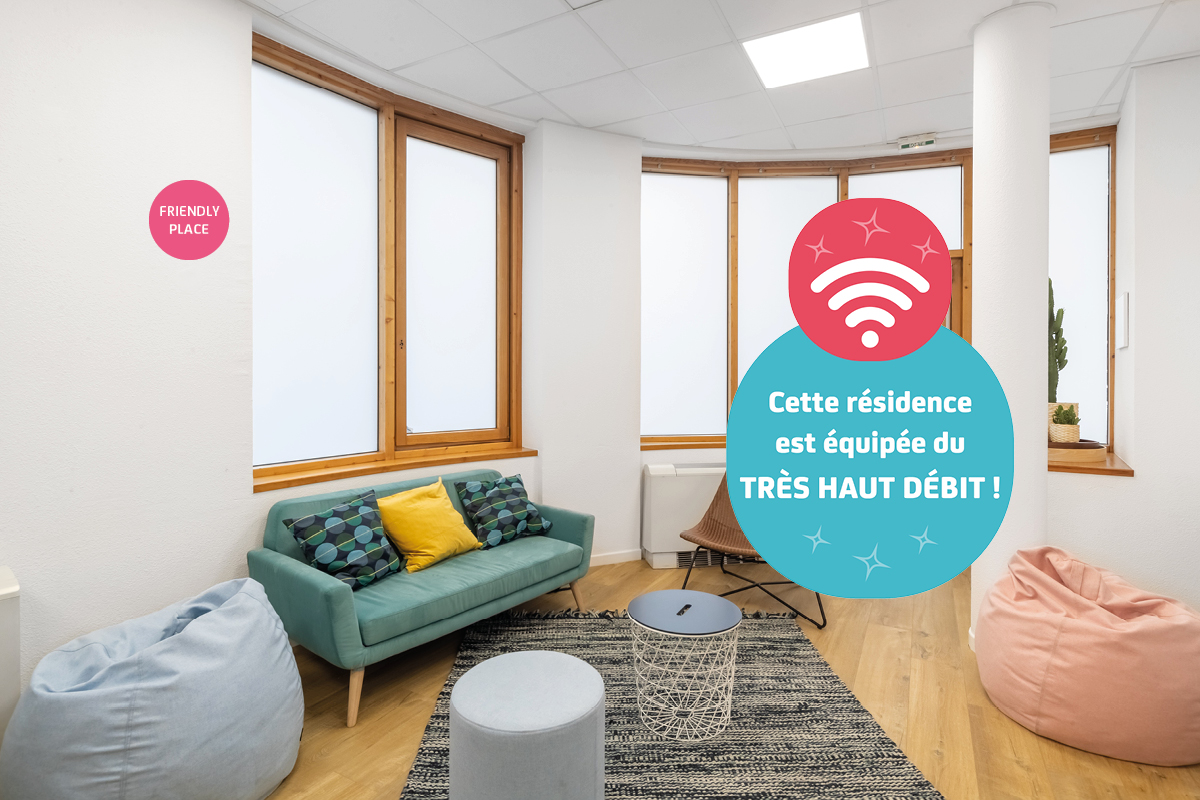 FRIENDLY
PLACE
Cette résidence
est équipée du
TRÈS HAUT DÉBIT !